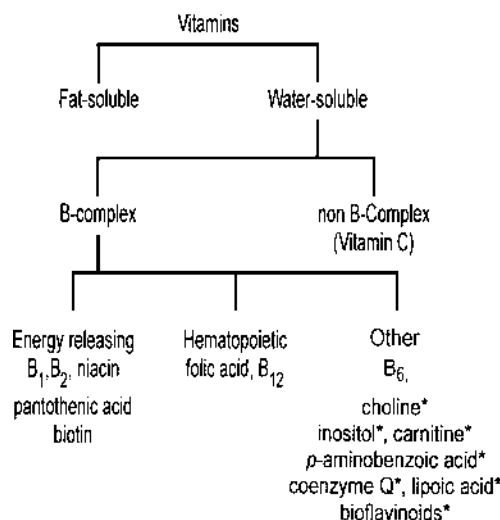 Vitamins
Fat-soluble
Water-soluble
B-complex
non B-Complex
(Vitamin C)
Energy releasing
B1,B2, niacin
pantothenic acid
biotin
Hematopoietic
folic acid, B12
Other
B6,
choline*
inositol*, carnitine*
p-aminobenzoic acid*
coenzyme Q*, lipoic acid*
bioflavinoids*